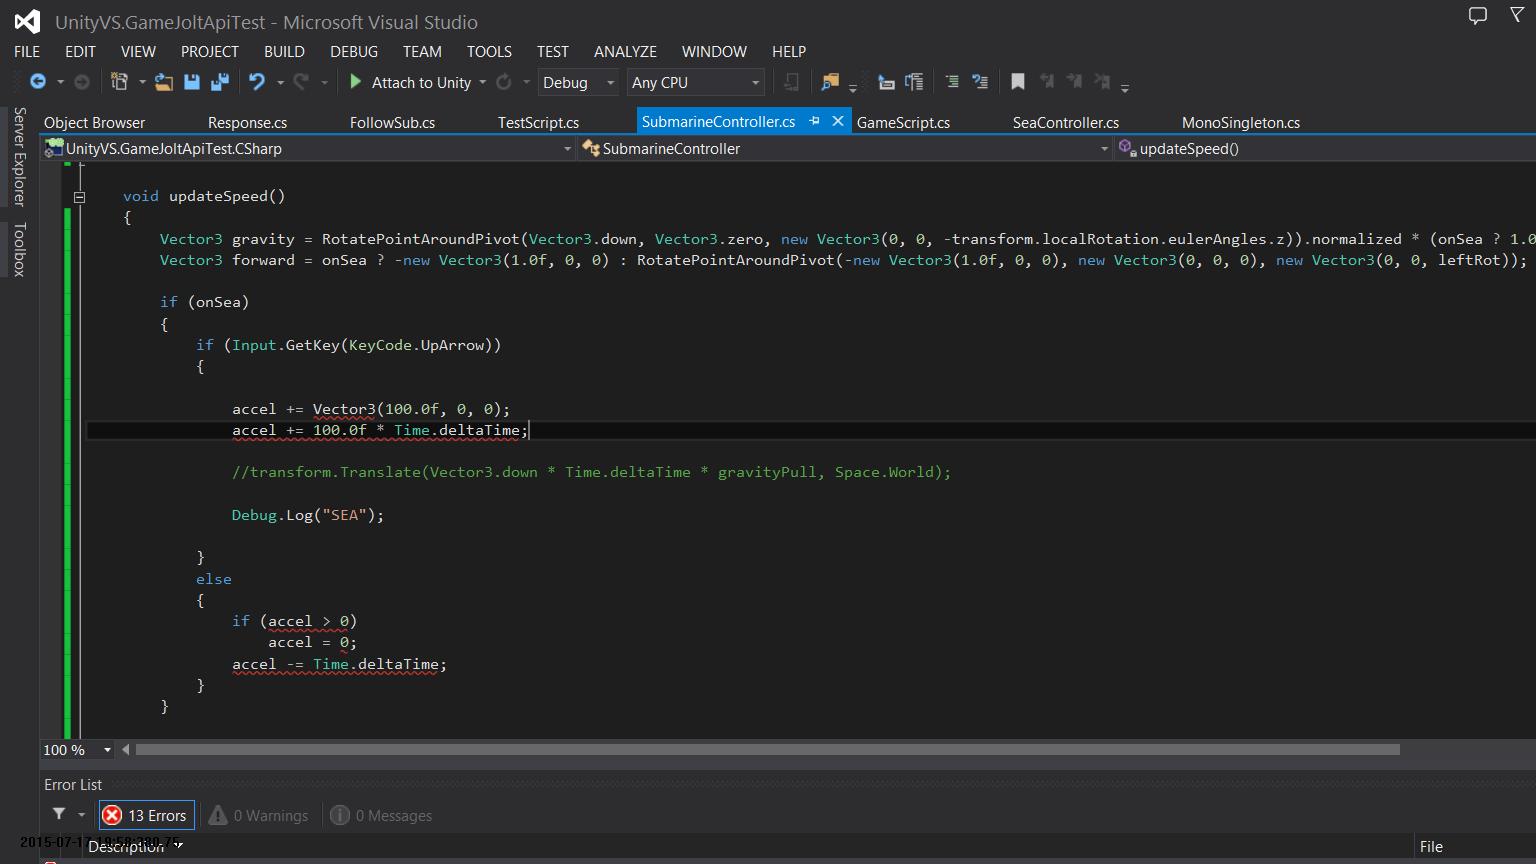 UnityVS.GameJoltApiTest - Microsoft Visual Studio
FILE EDIT VIEW PROJECT BUILD DEBUG TEAM TOOLS TEST ANALYZE WINDOW HELP
Attach to Unity Debug Any CPU
Server Explorer
Toolbox
Object Browser Response.cs FollowSub.cs TestScript.cs SubmarineController.cs GameScript.cs SeaController.cs MonoSingleton.cs
UnityVS.GameJoltApiTest.CSharp SubmarineController updateSpeed()
void updateSpeed()
{
Vector3 gravity = RotatePointAroundPivot(Vector3.down, Vector3.zero, new Vector3(0, 0, -transform.localRotation.eulerAngles.z)).normalized * (onSea ? 1.0
Vector3 forward = onSea ? -new Vector3(1.0f, 0, 0) : RotatePointAroundPivot(-new Vector3(1.0f, 0, 0), new Vector3(0, 0, 0), new Vector3(0, 0, leftRot));
if (onSea)
{
if (Input.GetKey(KeyCode.UpArrow))
{
accel += Vector3(100.0f, 0, 0);
accel += 100.0f * Time.deltaTime;
//transform.Translate(Vector3.down * Time.deltaTime * gravityPull, Space.World);
Debug.Log("SEA");
}
else
{
if (accel > 0)
accel = 0;
accel -= Time.deltaTime;
}
}
100 %
Error List
13 Errors 0 Warnings 0 Messages
Description File